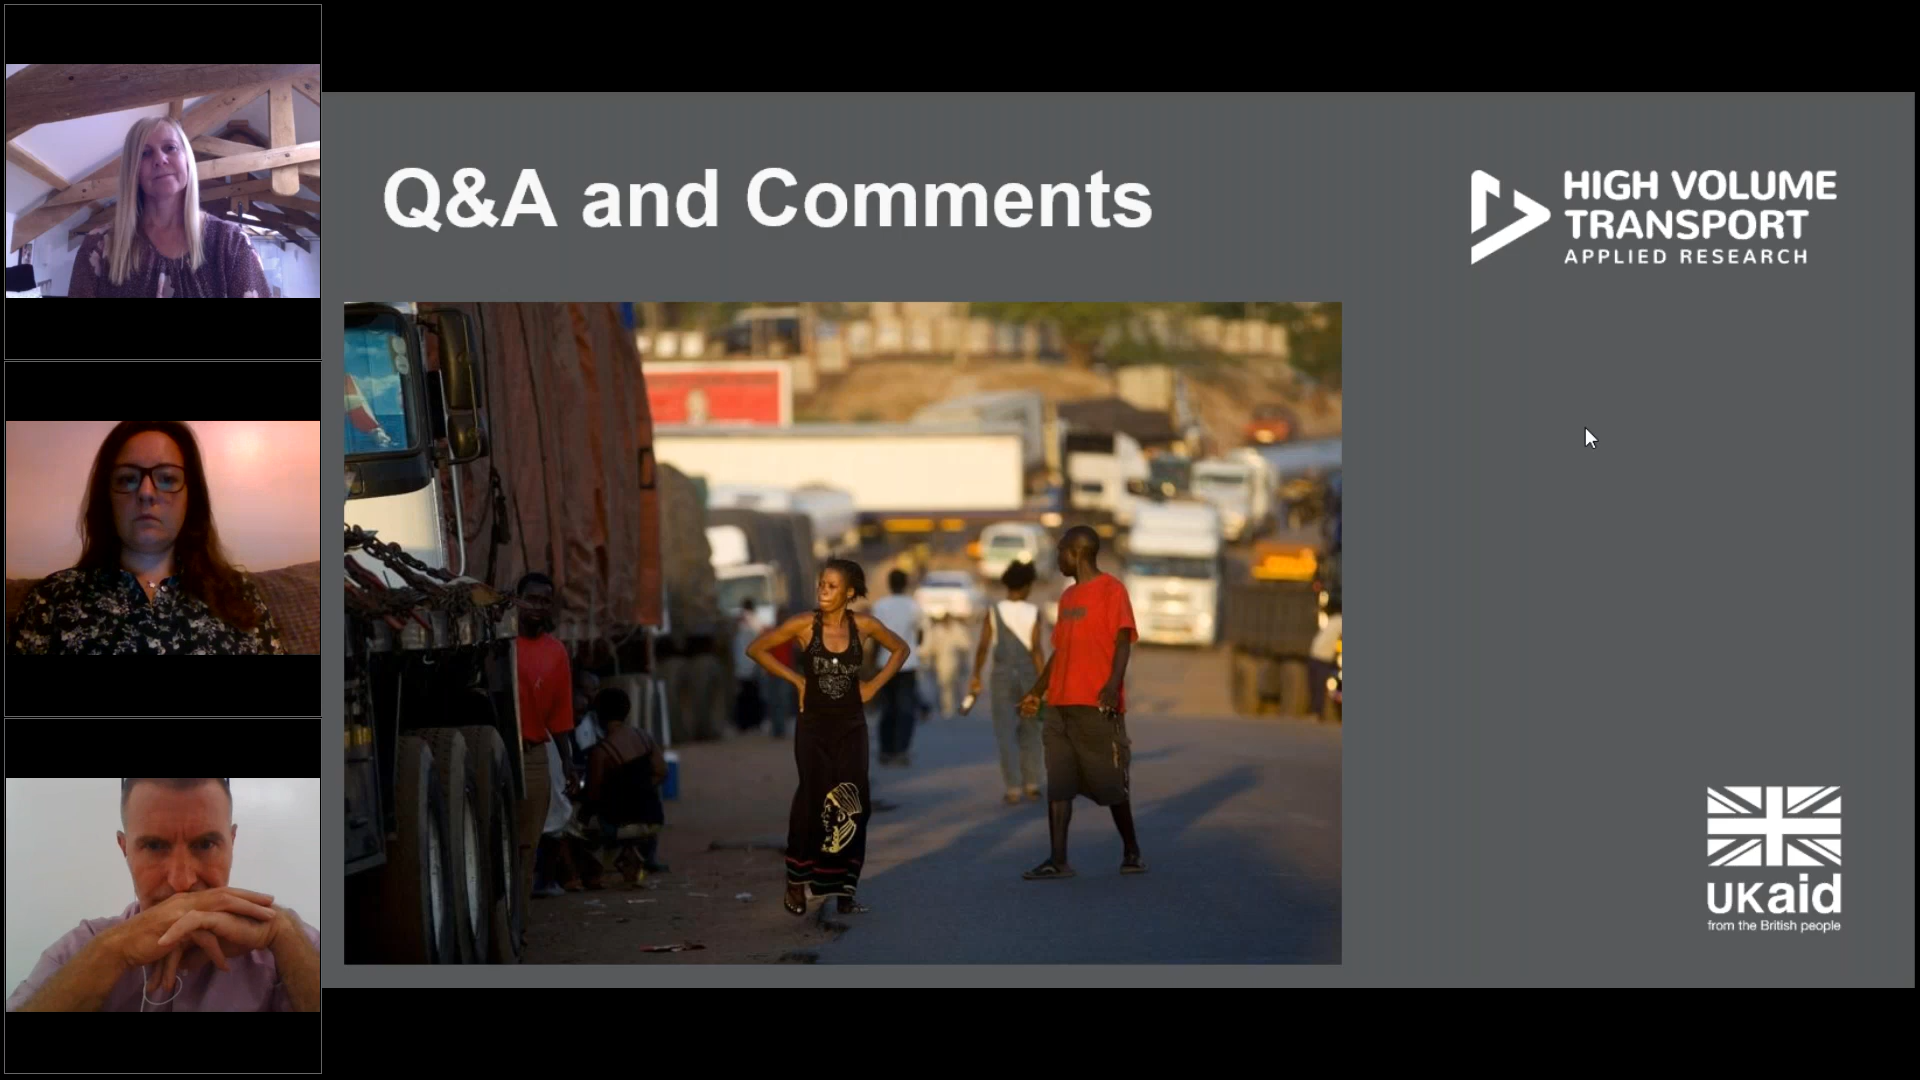 Q&A and Comments
HIGH VOLUME
TRANSPORT
APPLIED RESEARCH
UKaid
from the British people